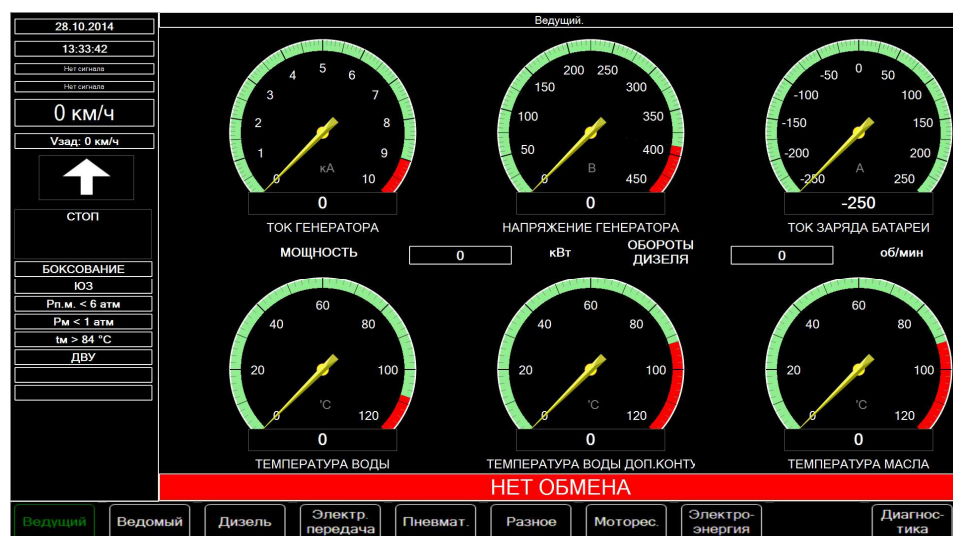 Ведущий.
28.10.2014
13:33:42
Нет сигнала
Нет сигнала
0 км/ч
Vзад: 0 км/ч
СТОП
БОКСОВАНИЕ
ЮЗ
Рп.м. < 6 атм
Рм < 1 атм
tм > 84 °C
ДВУ
0 1 2 3 4 5 6 7 8 9 10
кА
0
ТОК ГЕНЕРАТОРА
0 50 100 150 200 250 300 350 400 450
В
0
НАПРЯЖЕНИЕ ГЕНЕРАТОРА
-250 -200 -150 -100 -50 0 50 100 150 200 250
А
-250
ТОК ЗАРЯДА БАТАРЕИ
МОЩНОСТЬ 0 кВт
ОБОРОТЫ
ДИЗЕЛЯ 0 об/мин
0 20 40 60 80 100 120
'С
0
ТЕМПЕРАТУРА ВОДЫ
0 20 40 60 80 100 120
'С
0
ТЕМПЕРАТУРА ВОДЫ ДОП.КОНТУ
0 20 40 60 80 100 120
'С
0
ТЕМПЕРАТУРА МАСЛА
НЕТ ОБМЕНА
Ведущий
Ведомый
Дизель
Электр.
передача
Пневмат.
Разное
Моторес.
Электро-
энергия
Диагнос-
тика